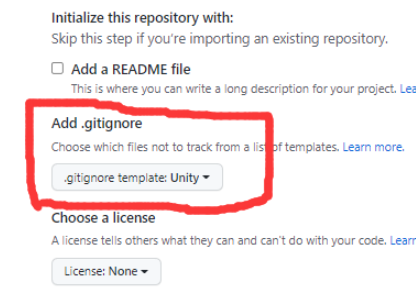 Initialize this repository with:
Skip this step if you're importing an existing repository.
Add a README file
This is where you can write a long description for your project.
Add .gitignore
Choose which files not to track from a list of templates. Learn more.
.gitignore template: Unity
Choose a license
A license tells others what they can and can't do with your code. Learn
License: None